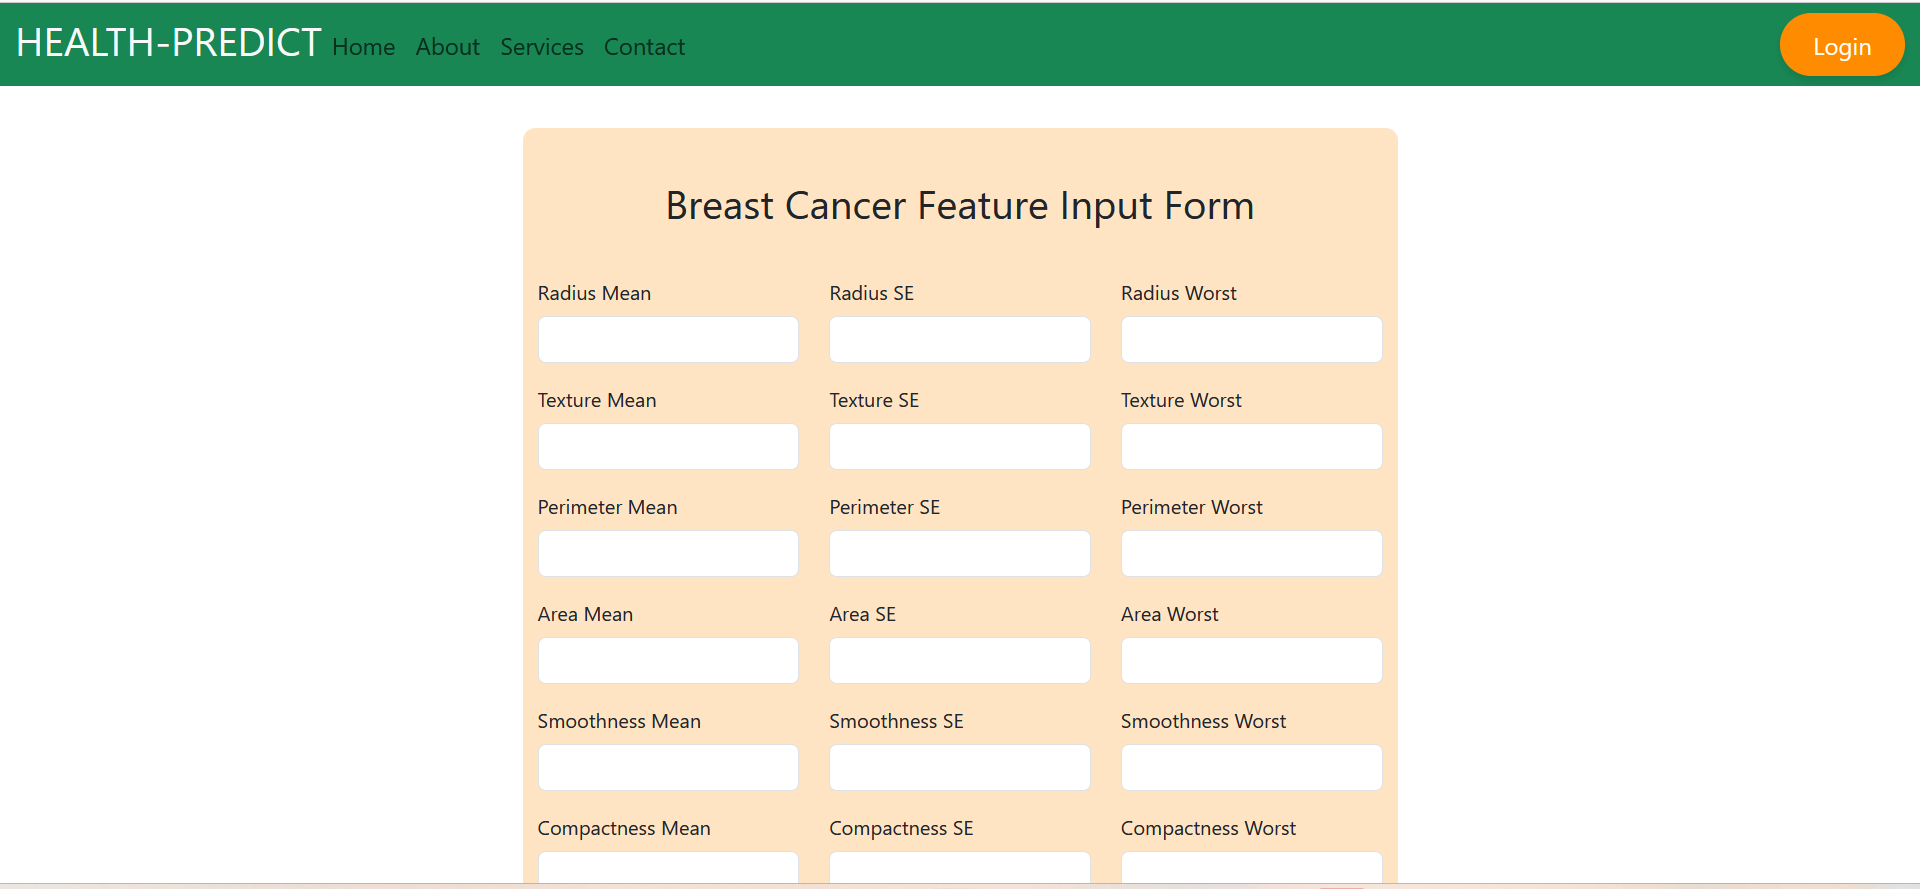 HEALTH-PREDICT Home About Services Contact Login
Breast Cancer Feature Input Form
Radius Mean Radius SE Radius Worst
Texture Mean Texture SE Texture Worst
Perimeter Mean Perimeter SE Perimeter Worst
Area Mean Area SE Area Worst
Smoothness Mean Smoothness SE Smoothness Worst
Compactness Mean Compactness SE Compactness Worst